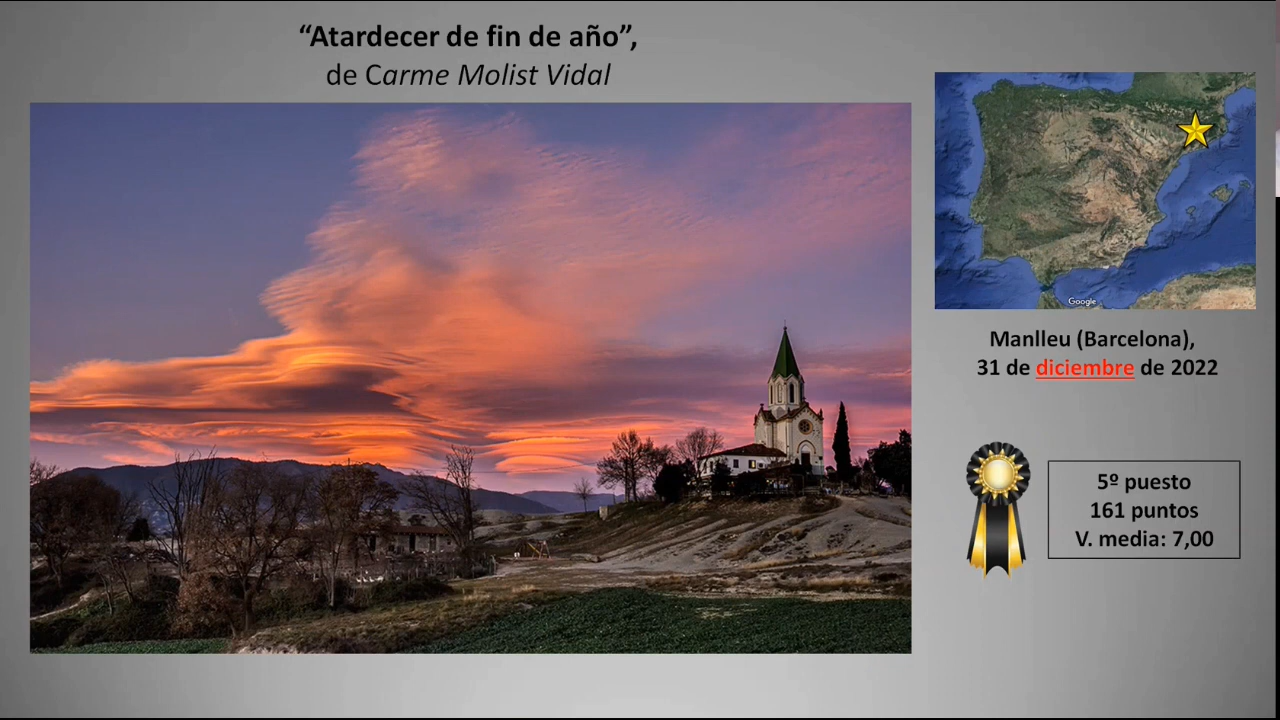 “Atardecer de fin de año”,
de Carme Molist Vidal
Google
Manlleu (Barcelona),
31 de diciembre de 2022
5º puesto
161 puntos
V. media: 7,00